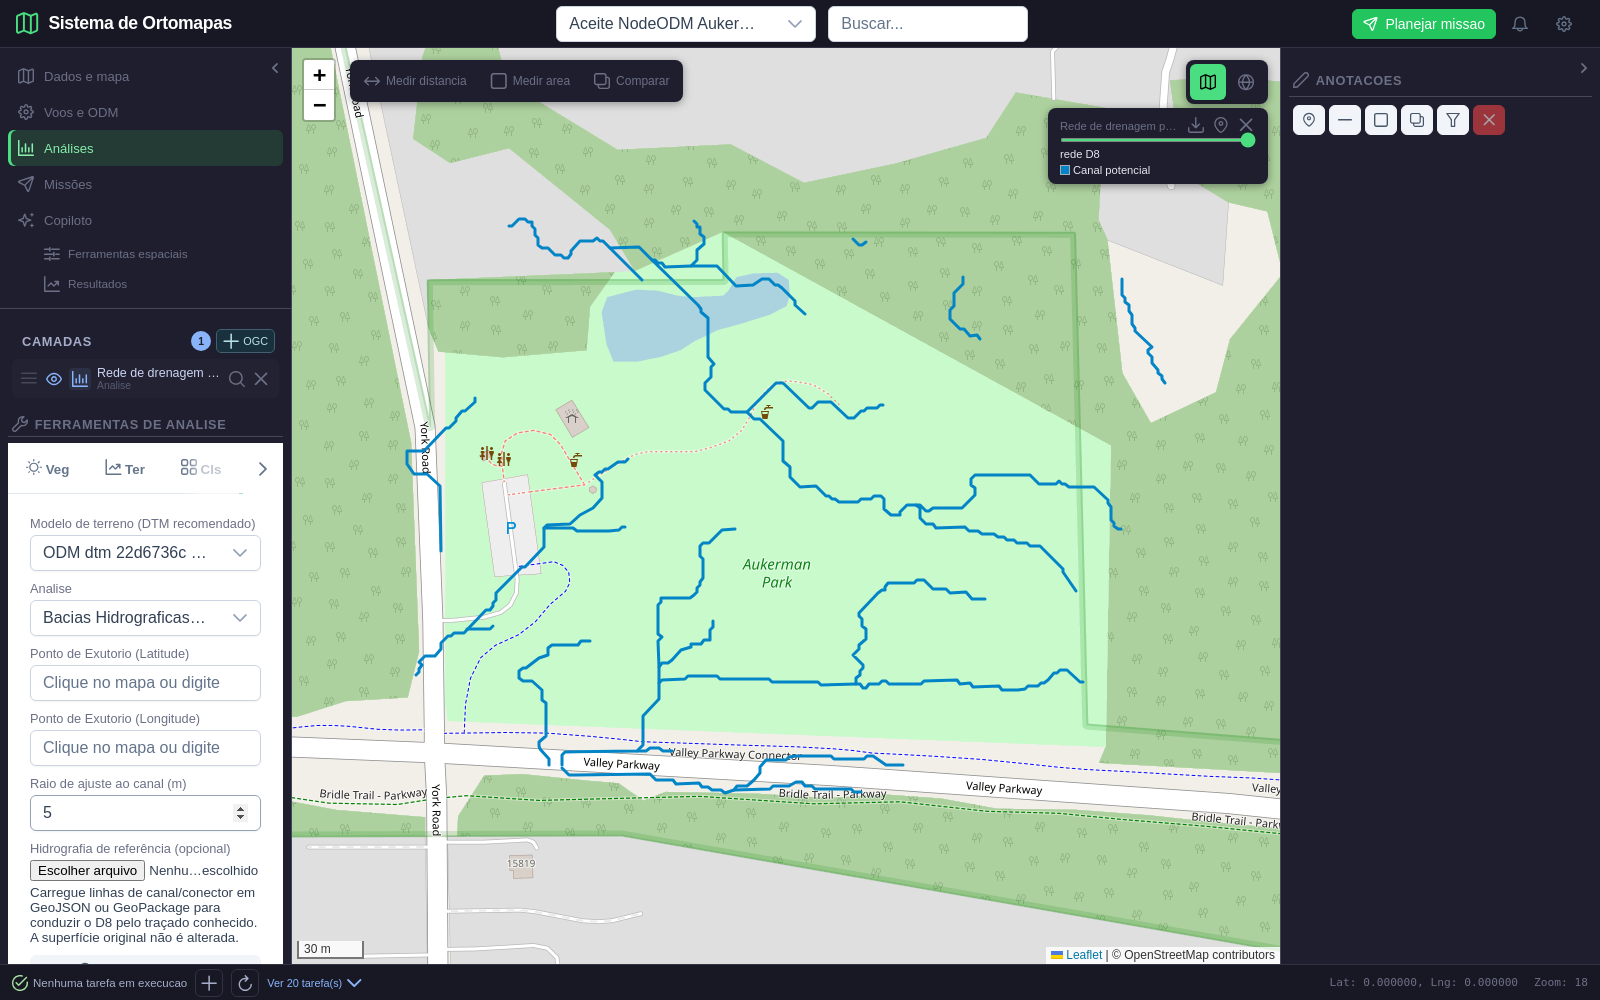 Sistema de Ortomapas
Aceite NodeODM Auker…
Buscar...
Planejar missao
Dados e mapa
Voos e ODM
Análises
Missões
Copiloto
Ferramentas espaciais
Resultados
CAMADAS
1
OGC
Rede de drenagem …
Analise
FERRAMENTAS DE ANALISE
Veg
Ter
Cls
Modelo de terreno (DTM recomendado)
ODM dtm 22d6736c …
Analise
Bacias Hidrograficas…
Ponto de Exutorio (Latitude)
Clique no mapa ou digite
Ponto de Exutorio (Longitude)
Clique no mapa ou digite
Raio de ajuste ao canal (m)
5
Hidrografia de referência (opcional)
Escolher arquivo
Nenhu…escolhido
Carregue linhas de canal/conector em
GeoJSON ou GeoPackage para
conduzir o D8 pelo traçado conhecido.
A superfície original não é alterada.
+
−
Medir distancia
Medir area
Comparar
Rede de drenagem p…
rede D8
Canal potencial
York Road
P
Aukerman
Park
Valley Parkway Connector
Valley Parkway
Valley Parkway
Valley
Bridle Trail - Parkway
Bridle Trail - Parkway
Bridle Trail - Parkw
York Road
15819
30 m
Leaflet | © OpenStreetMap contributors
ANOTACOES
Nenhuma tarefa em execucao
Ver 20 tarefa(s)
Lat: 0.000000, Lng: 0.000000
Zoom: 18